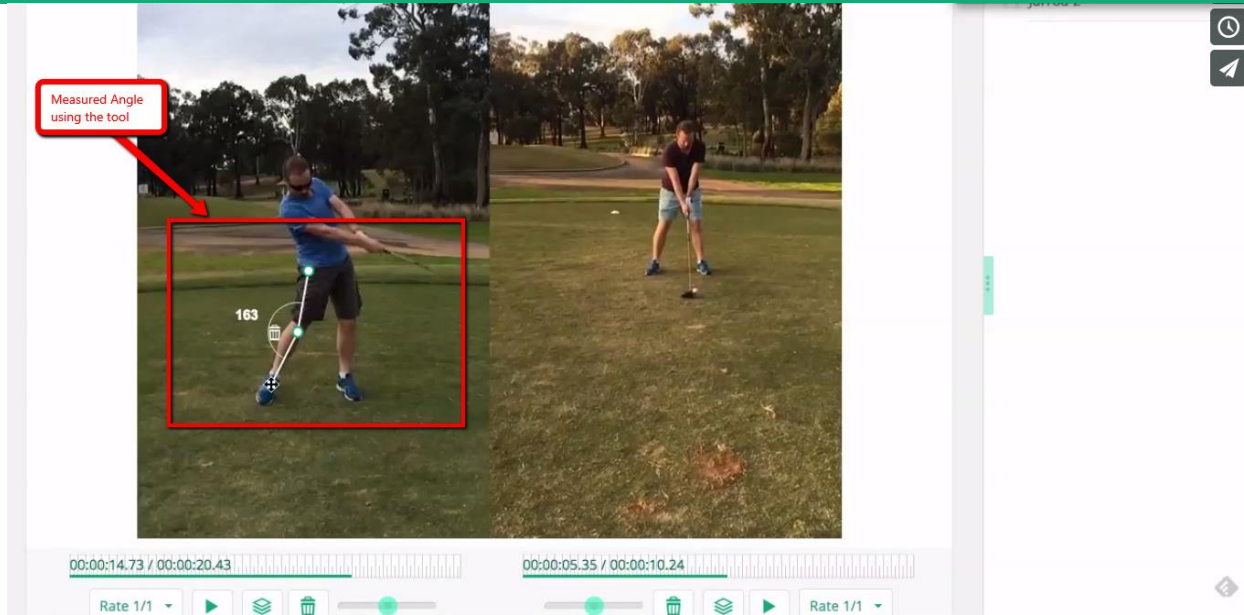 Measured Angle
using the tool
163
00:00:14.73 / 00:00:20.43
00:00:05.35 / 00:00:10.24
Rate 1/1
Rate 1/1